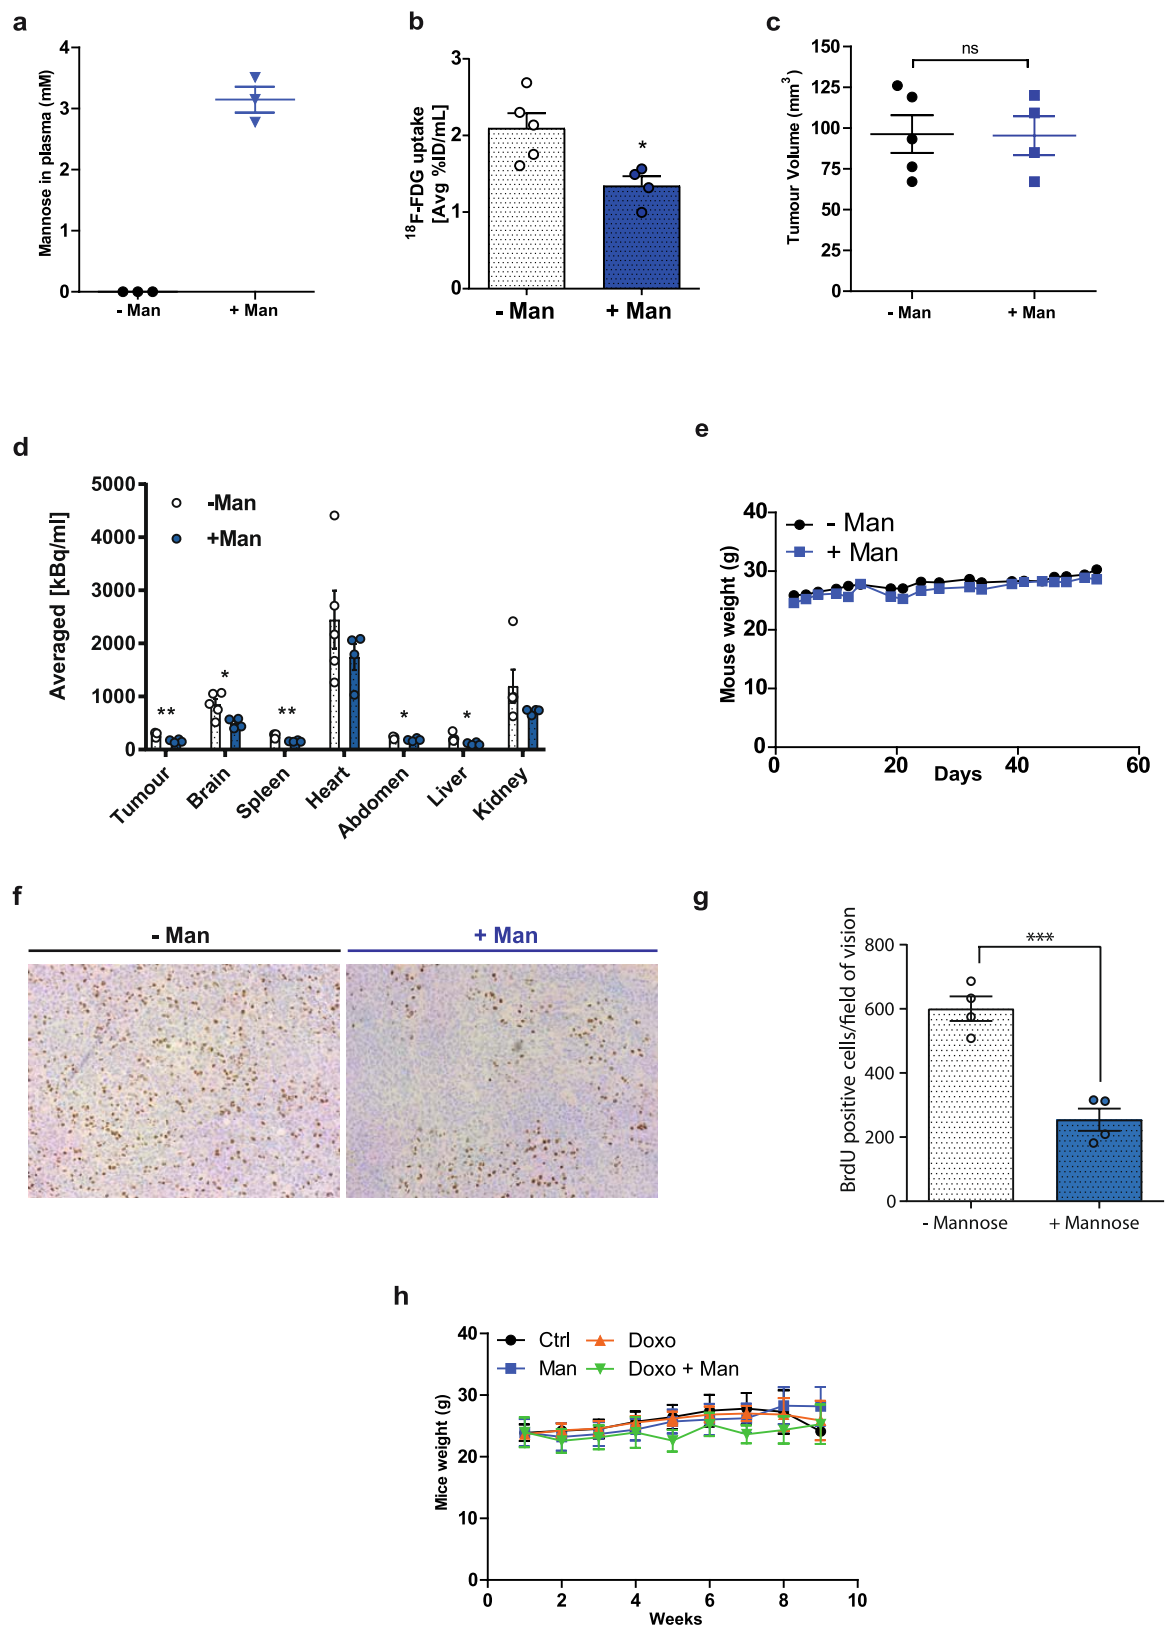 a
Mannose in plasma (mM)
4
3
2
1
0
- Man
+ Man
b
18F-FDG uptake
[Avg %ID/mL]
3
2
1
0
*
- Man
+ Man
c
Tumour Volume (mm3)
150
125
100
75
50
25
0
ns
- Man
+ Man
d
Averaged [kBq/ml]
5000
4000
3000
2000
1000
0
-Man
+Man
**
*
**
*
*
Tumour
Brain
Spleen
Heart
Abdomen
Liver
Kidney
e
Mouse weight (g)
40
30
20
10
0
- Man
+ Man
0
20
40
60
Days
f
- Man
+ Man
g
BrdU positive cells/field of vision
800
600
400
200
0
***
- Mannose
+ Mannose
h
Mice weight (g)
40
30
20
10
0
Ctrl
Doxo
Man
Doxo + Man
0
2
4
6
8
10
Weeks